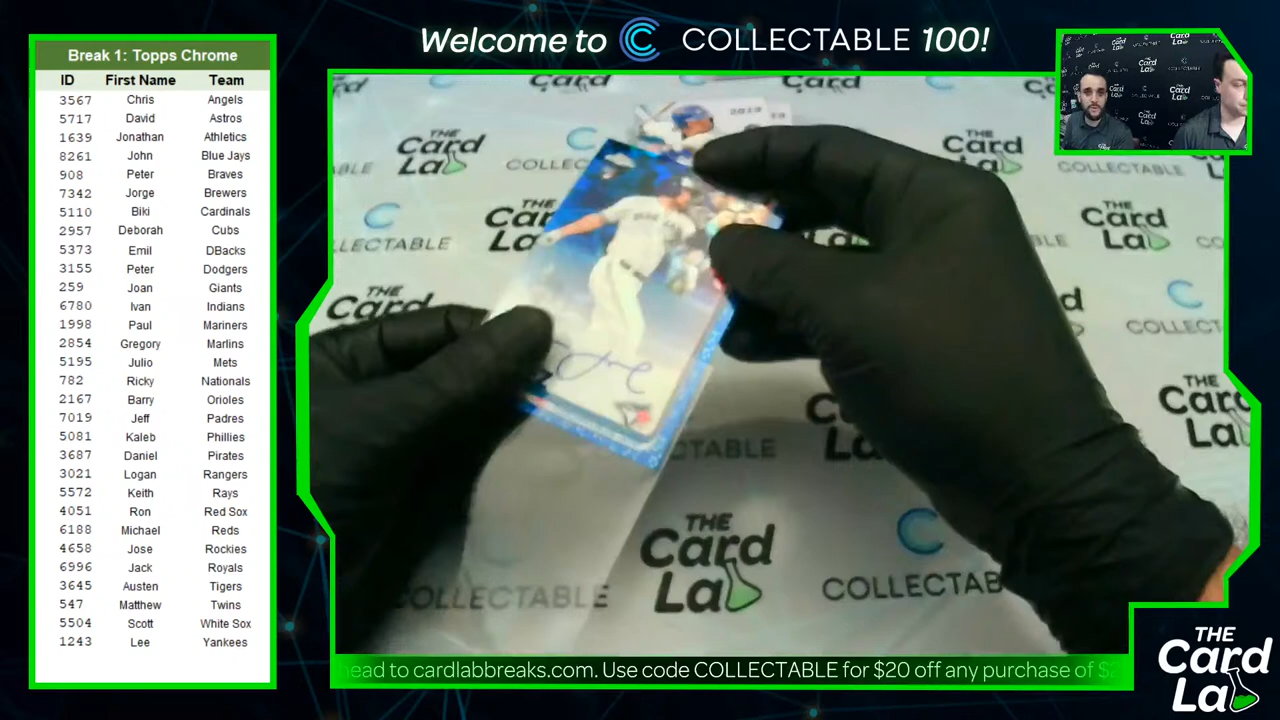 Welcome to COLLECTABLE 100!
Break 1: Topps Chrome
ID First Name Team
3567 Chris Angels
5717 David Astros
1639 Jonathan Athletics
8261 John Blue Jays
908 Peter Braves
7342 Jorge Brewers
5110 Biki Cardinals
2957 Deborah Cubs
5373 Emil DBacks
3155 Peter Dodgers
259 Joan Giants
6780 Ivan Indians
1998 Paul Mariners
2854 Gregory Marlins
5195 Julio Mets
782 Ricky Nationals
2167 Barry Orioles
7019 Jeff Padres
5081 Kaleb Phillies
3687 Daniel Pirates
3021 Logan Rangers
5572 Keith Rays
4051 Ron Red Sox
6188 Michael Reds
4658 Jose Rockies
6996 Jack Royals
3645 Austen Tigers
547 Matthew Twins
5504 Scott White Sox
1243 Lee Yankees
THE
Card
Lab
COLLECTABLE
THE
Card
Lab
COLLECTABLE
THE
Card
Lab
COLLECTABLE
head to cardlabbreaks.com. Use code COLLECTABLE for $20 off any purchase of
THE
Card
Lab